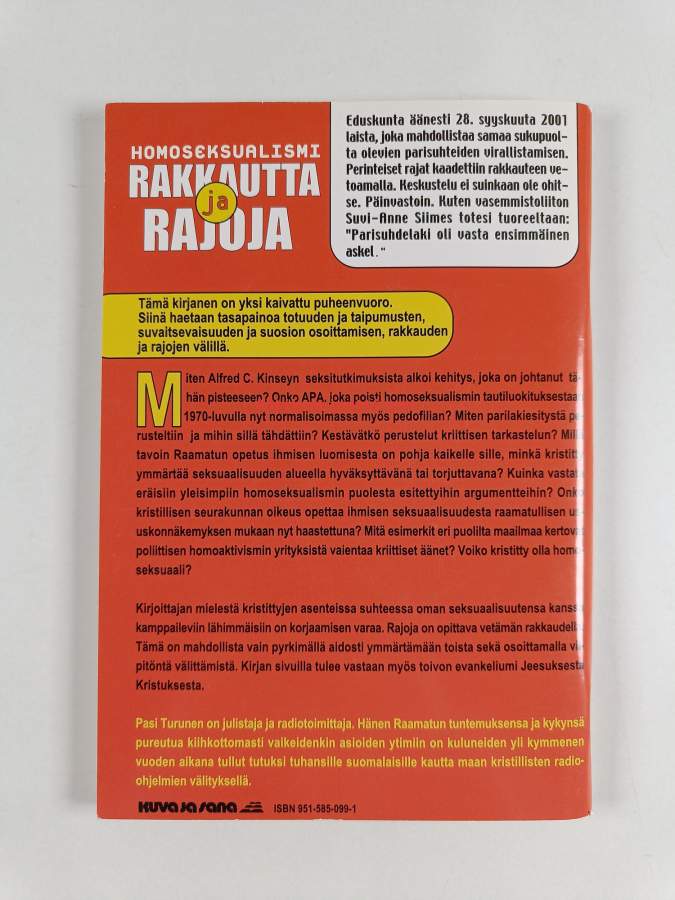 HOMOSEKSUALISMI
RAKKAUTTA
ja
RAJOJA
Eduskunta äänesti 28. syyskuuta 2001
laista, joka mahdollistaa samaa sukupuol-
ta olevien parisuhteiden virallistamisen.
Perinteiset rajat kaadettiin rakkauteen ve-
toamalla. Keskustelu ei suinkaan ole ohit-
se. Päinvastoin. Kuten vasemmistoliiton
Suvi-Anne Siimes totesi tuoreeltaan:
"Parisuhdelaki oli vasta ensimmäinen
askel."
Tämä kirjanen on yksi kaivattu puheenvuoro.
Siinä haetaan tasapainoa totuuden ja taipumusten,
suvaitsevaisuuden ja suosion osoittamisen, rakkauden
ja rajojen välillä.
Miten Alfred C. Kinseyn seksitutkimuksista alkoi kehitys, joka on johtanut tä-
hän pisteeseen? Onko APA, joka poisti homoseksualismin tautiluokituksestaan
1970-luvulla nyt normalisoimassa myös pedofilian? Miten parilakiesitystä pe-
rusteltiin ja mihin sillä tähdättiin? Kestävätkö perustelut kriittisen tarkastelun? Millä
tavoin Raamatun opetus ihmisen luomisesta on pohja kaikelle sille, minkä kristitty
ymmärtää seksuaalisuuden alueella hyväksyttävänä tai torjuttavana? Kuinka vastata
eräisiin yleisimpiin homoseksualismin puolesta esitettyihin argumentteihin? Onko
kristillisen seurakunnan oikeus opettaa ihmisen seksuaalisuudesta raamatullisen us-
uskonnäkemyksen mukaan nyt haastettuna? Mitä esimerkit eri puolilta maailmaa kertovat
poliittisen homoaktivismin yrityksistä vaientaa kriittiset äänet? Voiko kristitty olla homo-
seksuaali?
Kirjoittajan mielestä kristittyjen asenteissa suhteessa oman seksuaalisuutensa kanssa
kamppaileviin lähimmäisiin on korjaamisen varaa. Rajoja on opittava vetämän rakkaudella.
Tämä on mahdollista vain pyrkimällä aidosti ymmärtämään toista sekä osoittamalla vil-
pitöntä välittämistä. Kirjan sivuilla tulee vastaan myös toivon evankeliumi Jeesuksesta
Kristuksesta.
Pasi Turunen on julistaja ja radiotoimittaja. Hänen Raamatun tuntemuksensa ja kykynsä
pureutua kiihkottomasti vaikeidenkin asioiden ytimiin on kuluneiden yli kymmenen
vuoden aikana tullut tutuksi tuhansille suomalaisille kautta maan kristillisten radio-
ohjelmien välityksellä.
kuva ja sana
ISBN 951-585-099-1